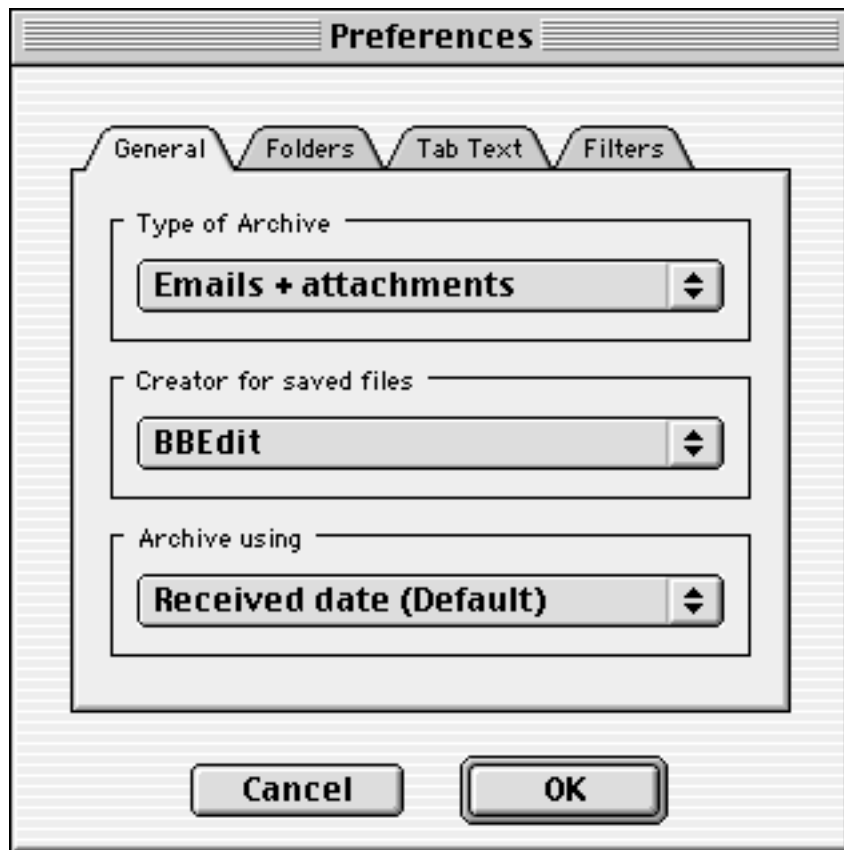 Preferences
General Folders Tab Text Filters
Type of Archive
Emails + attachments
Creator for saved files
BBEdit
Archive using
Received date (Default)
Cancel OK